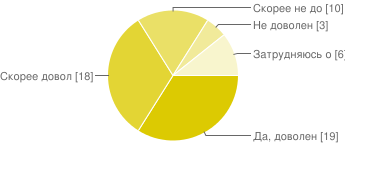 Скорее не до [10]
Не доволен [3]
Затрудняюсь о [6]
Скорее довол [18]
Да, доволен [19]